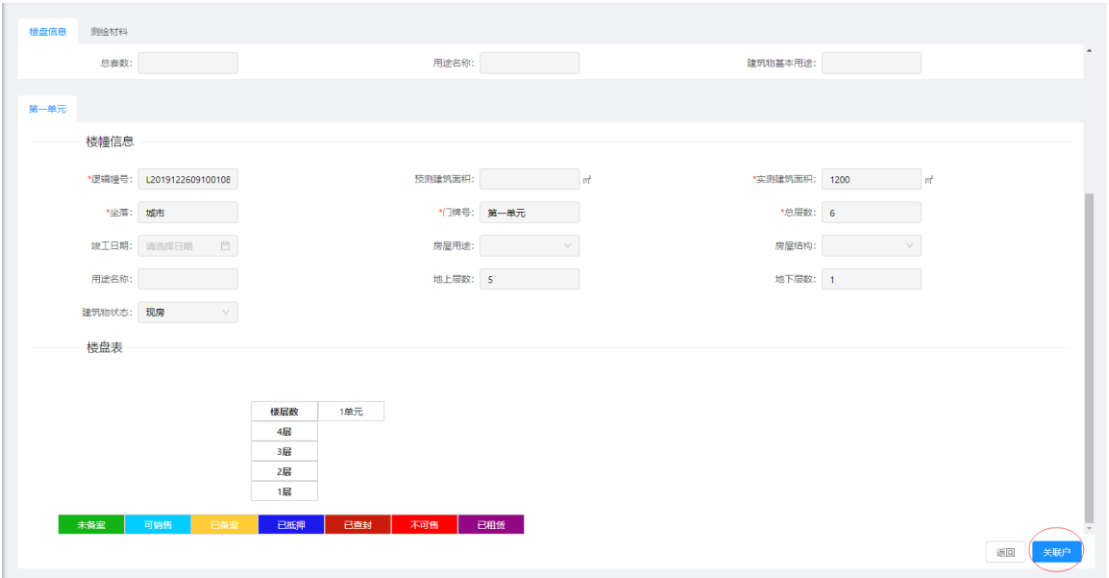 楼盘信息 测绘材料
总套数: 用途名称: 建筑物基本用途:
第一单元
楼幢信息
*逻辑幢号: L2019122609100108 预测建筑面积: ㎡ *实测建筑面积: 1200 ㎡
*坐落: 城市 *门牌号: 第一单元 *总层数: 6
竣工日期: 请选择日期 房屋用途: 房屋结构:
用途名称: 地上层数: 5 地下层数: 1
建筑物状态: 现房
楼盘表
楼层数 1单元
4层
3层
2层
1层
未备案 可销售 已备案 已抵押 已查封 不可售 已租赁
返回 关联户